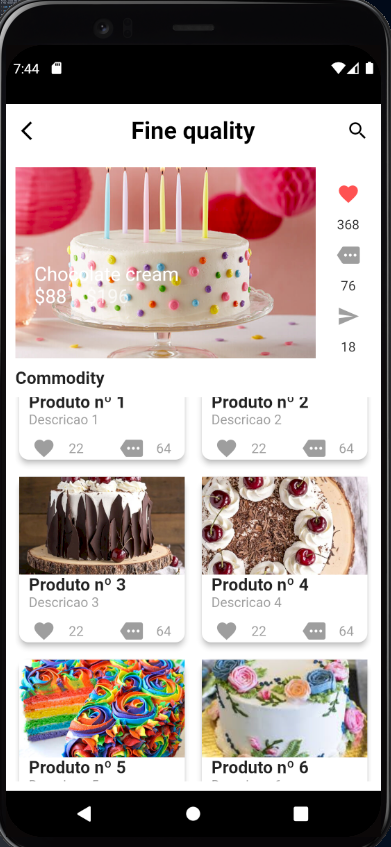 7:44
Fine quality
Chocolate cream
$88 $196
368
76
18
Commodity
Produto nº 1
Produto nº 2
Descricao 1
Descricao 2
22
64
22
64
Produto nº 3
Produto nº 4
Descricao 3
Descricao 4
22
64
22
64
Produto nº 5
Produto nº 6